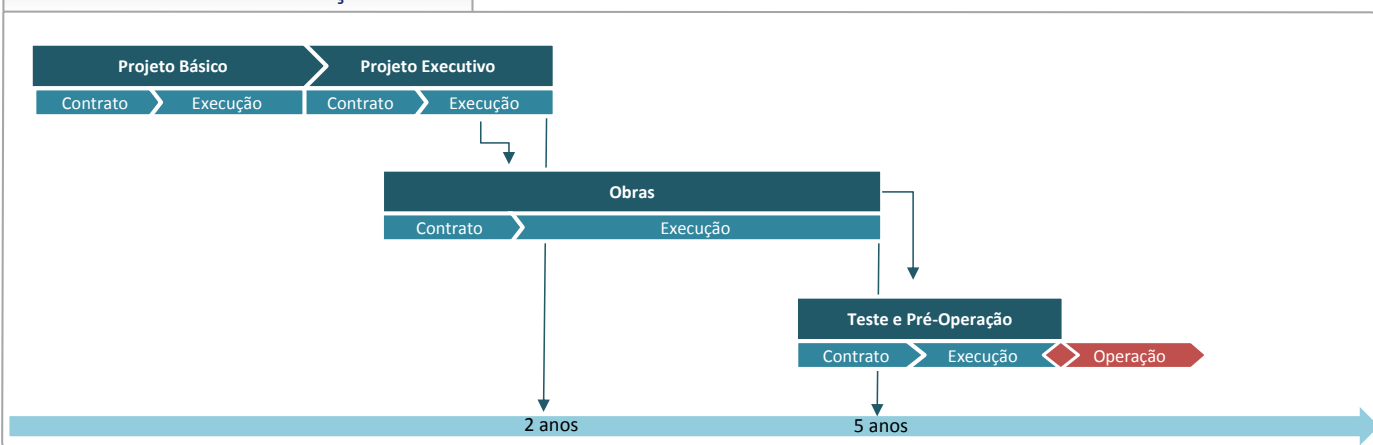 Projeto Básico Projeto Executivo
Contrato Execução Contrato Execução
Obras
Contrato Execução
Teste e Pré-Operação
Contrato Execução Operação
2 anos 5 anos